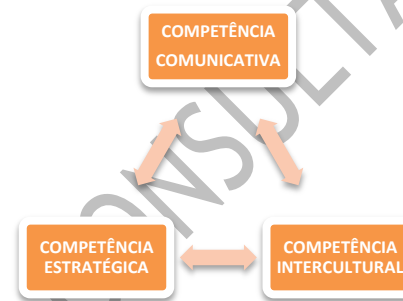 COMPETÊNCIA
COMUNICATIVA
COMPETÊNCIA
ESTRATÉGICA
COMPETÊNCIA
INTERCULTURAL